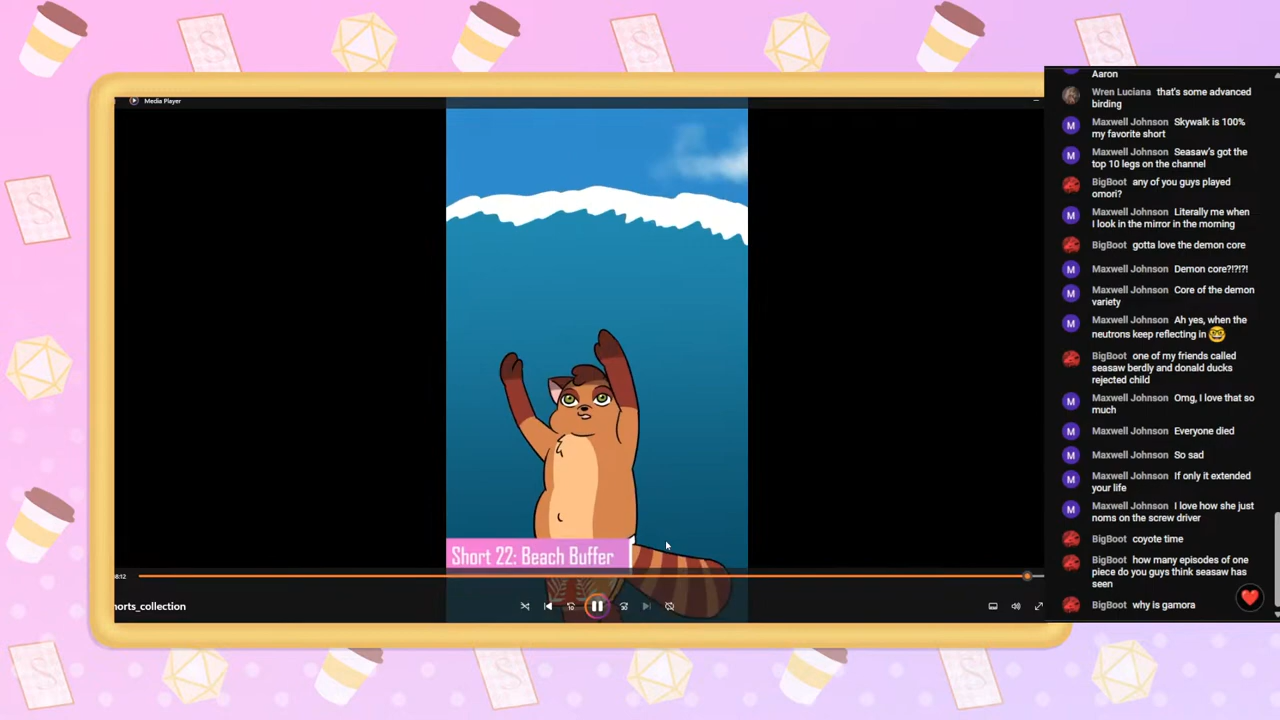 Media Player
Short 22: Beach Buffer
horts_collection
Aaron
Wren Luciana that's some advanced
birding
Maxwell Johnson Skywalk is 100%
my favorite short
Maxwell Johnson Seasaw's got the
top 10 legs on the channel
BigBoot any of you guys played
omori?
Maxwell Johnson Literally me when
I look in the mirror in the morning
BigBoot gotta love the demon core
Maxwell Johnson Demon core?!?!?!
Maxwell Johnson Core of the demon
variety
Maxwell Johnson Ah yes, when the
neutrons keep reflecting in 🤓
BigBoot one of my friends called
seasaw berdly and donald ducks
rejected child
Maxwell Johnson Omg, I love that so
much
Maxwell Johnson Everyone died
Maxwell Johnson So sad
Maxwell Johnson If only it extended
your life
Maxwell Johnson I love how she just
noms on the screw driver
BigBoot coyote time
BigBoot how many episodes of one
piece do you guys think seasaw has
seen
BigBoot why is gamora